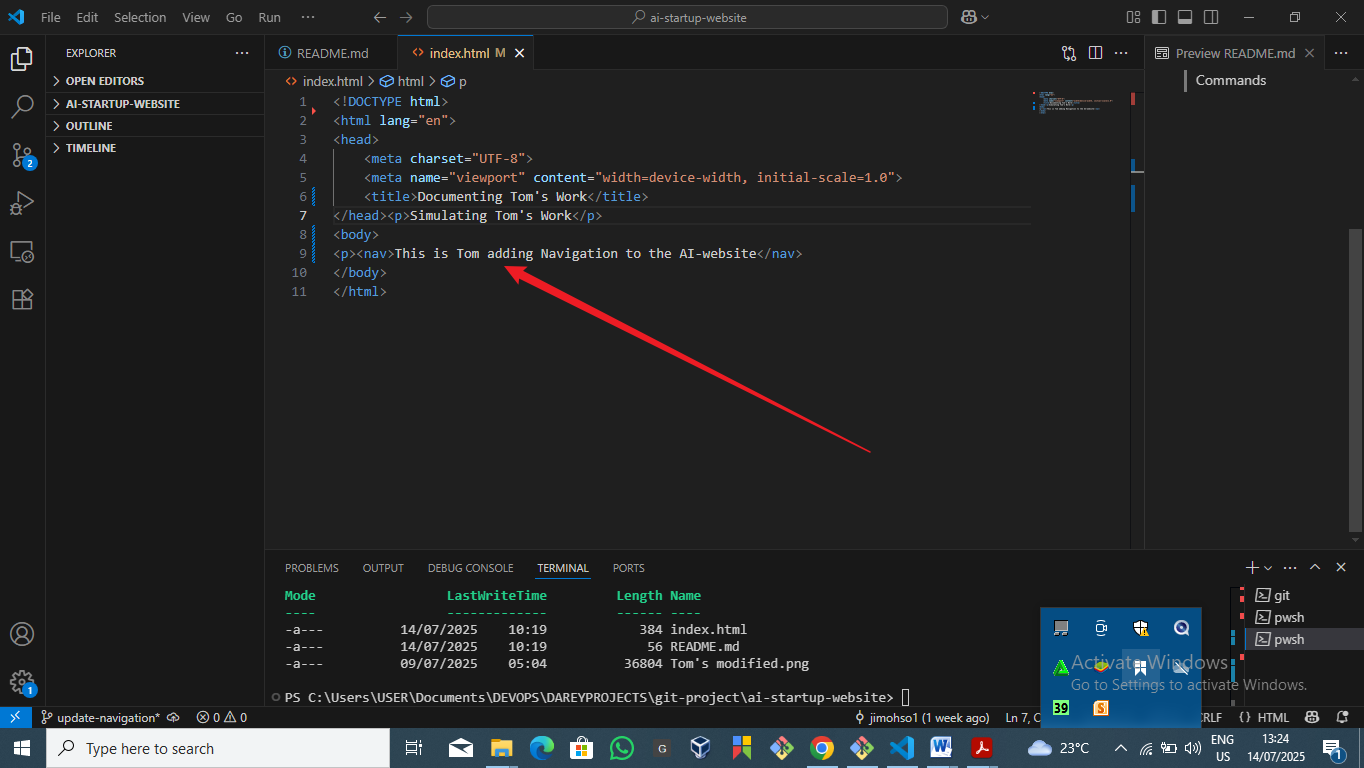 File Edit Selection View Go Run ··· ai-startup-website
EXPLORER ···
OPEN EDITORS
AI-STARTUP-WEBSITE
OUTLINE
TIMELINE
2
1
README.md index.html M
Preview README.md ···
index.html > html > p
Commands
1 <!DOCTYPE html>
2 <html lang="en">
3 <head>
4 <meta charset="UTF-8">
5 <meta name="viewport" content="width=device-width, initial-scale=1.0">
6 <title>Documenting Tom's Work</title>
7 </head><p>Simulating Tom's Work</p>
8 <body>
9 <p><nav>This is Tom adding Navigation to the AI-website</nav>
10 </body>
11 </html>
PROBLEMS OUTPUT DEBUG CONSOLE TERMINAL PORTS
Mode LastWriteTime Length Name
---- ------------- ------ ----
-a--- 14/07/2025 10:19 384 index.html
-a--- 14/07/2025 10:19 56 README.md
-a--- 09/07/2025 05:04 36804 Tom's modified.png
PS C:\Users\USER\Documents\DEVOPS\DAREYPROJECTS\git-project\ai-startup-website>
git
pwsh
pwsh
Activate Windows
Go to Settings to activate Windows.
39 S
update-navigation* 0 0 jimohso1 (1 week ago) Ln 7, CRLF {} HTML
Type here to search
G
23°C
ENG
US
13:24
14/07/2025
1